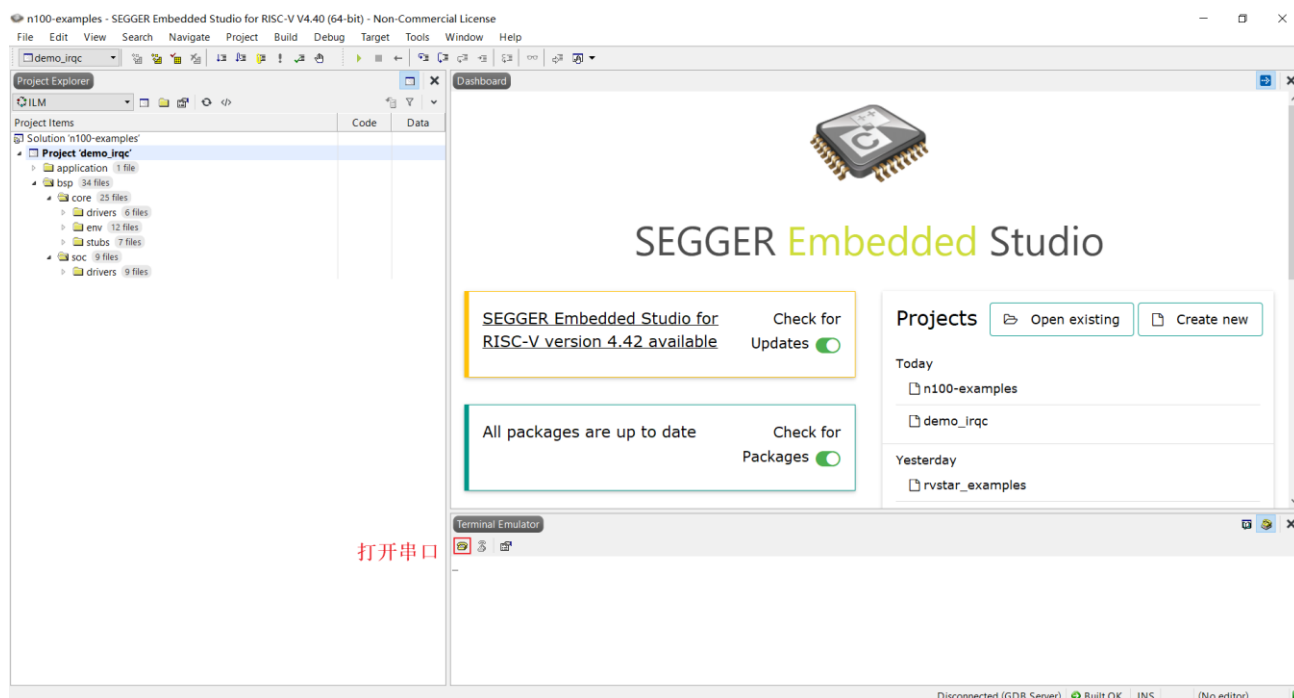 n100-examples - SEGGER Embedded Studio for RISC-V V4.40 (64-bit) - Non-Commercial License
File Edit View Search Navigate Project Build Debug Target Tools Window Help
demo_irqc
Project Explorer
ILM
Project Items Code Data
Solution 'n100-examples'
Project 'demo_irqc'
application 1 file
bsp 34 files
core 25 files
drivers 6 files
env 12 files
stubs 7 files
soc 9 files
drivers 9 files
Dashboard
SEGGER Embedded Studio
SEGGER Embedded Studio for
RISC-V version 4.42 available
Check for
Updates
All packages are up to date
Check for
Packages
Projects
Open existing
Create new
Today
n100-examples
demo_irqc
Yesterday
rvstar_examples
Terminal Emulator
打开串口
Disconnected (GDB Server) Built OK INS (No editor)